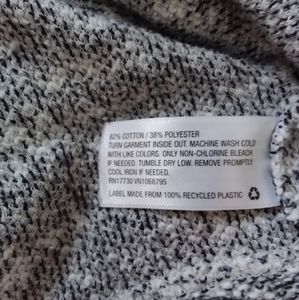 62% COTTON / 38% POLYESTER
TURN GARMENT INSIDE OUT. MACHINE WASH COLD
WITH LIKE COLORS. ONLY NON-CHLORINE BLEACH
IF NEEDED. TUMBLE DRY LOW. REMOVE PROMPTLY.
COOL IRON IF NEEDED.
RN17730 VN1068795
LABEL MADE FROM 100% RECYCLED PLASTIC